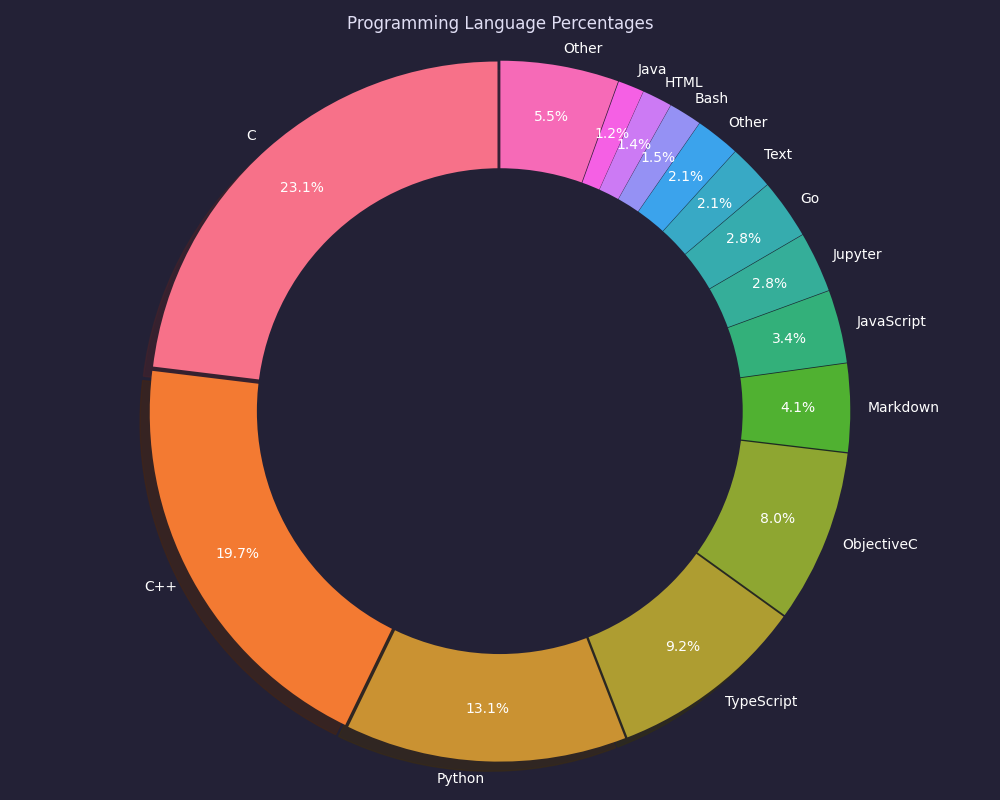 Programming Language Percentages
Other
5.5%
Java
1.2%
HTML
1.4%
Bash
1.5%
Other
2.1%
Text
2.1%
Go
2.8%
Jupyter
2.8%
JavaScript
3.4%
Markdown
4.1%
ObjectiveC
8.0%
TypeScript
9.2%
Python
13.1%
C++
19.7%
C
23.1%